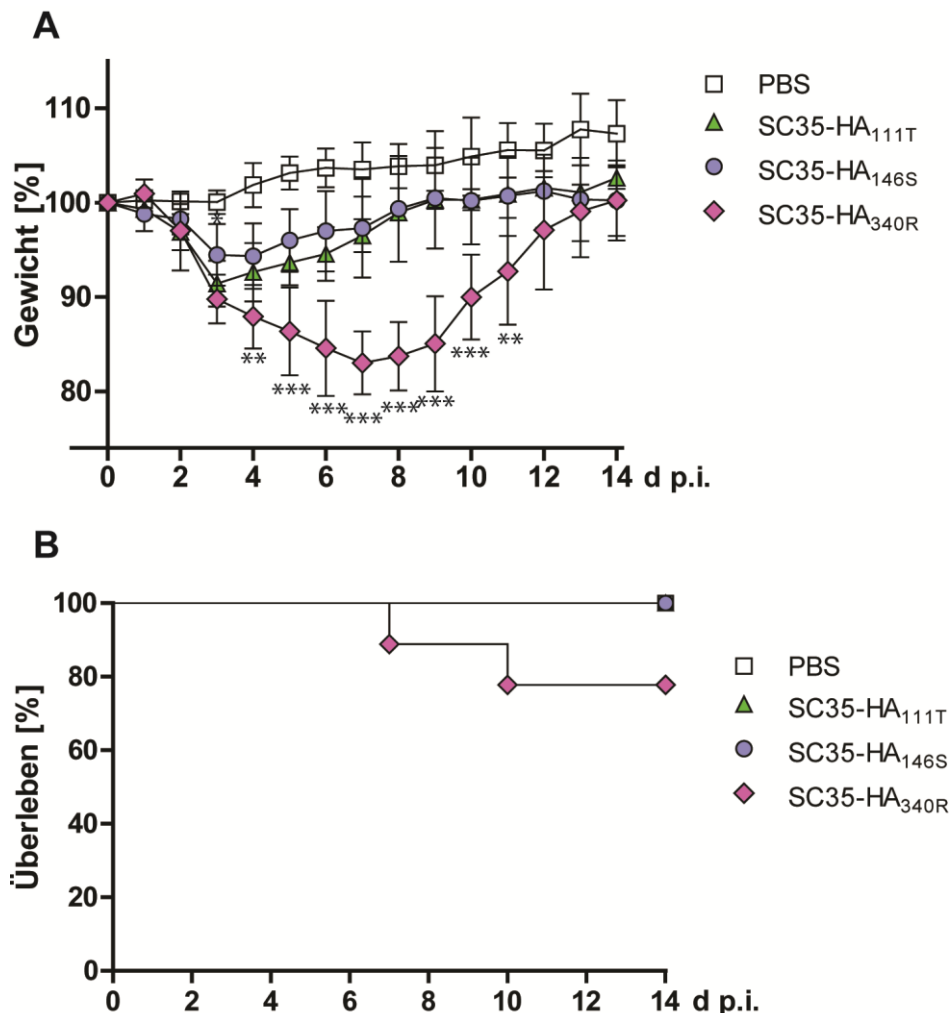 A
Gewicht [%]
110
100
90
80
*
**
***
***
***
***
***
***
**
0 2 4 6 8 10 12 14 d p.i.
PBS
SC35-HA111T
SC35-HA146S
SC35-HA340R
B
Überleben [%]
100
80
60
40
20
0
0 2 4 6 8 10 12 14 d p.i.
PBS
SC35-HA111T
SC35-HA146S
SC35-HA340R